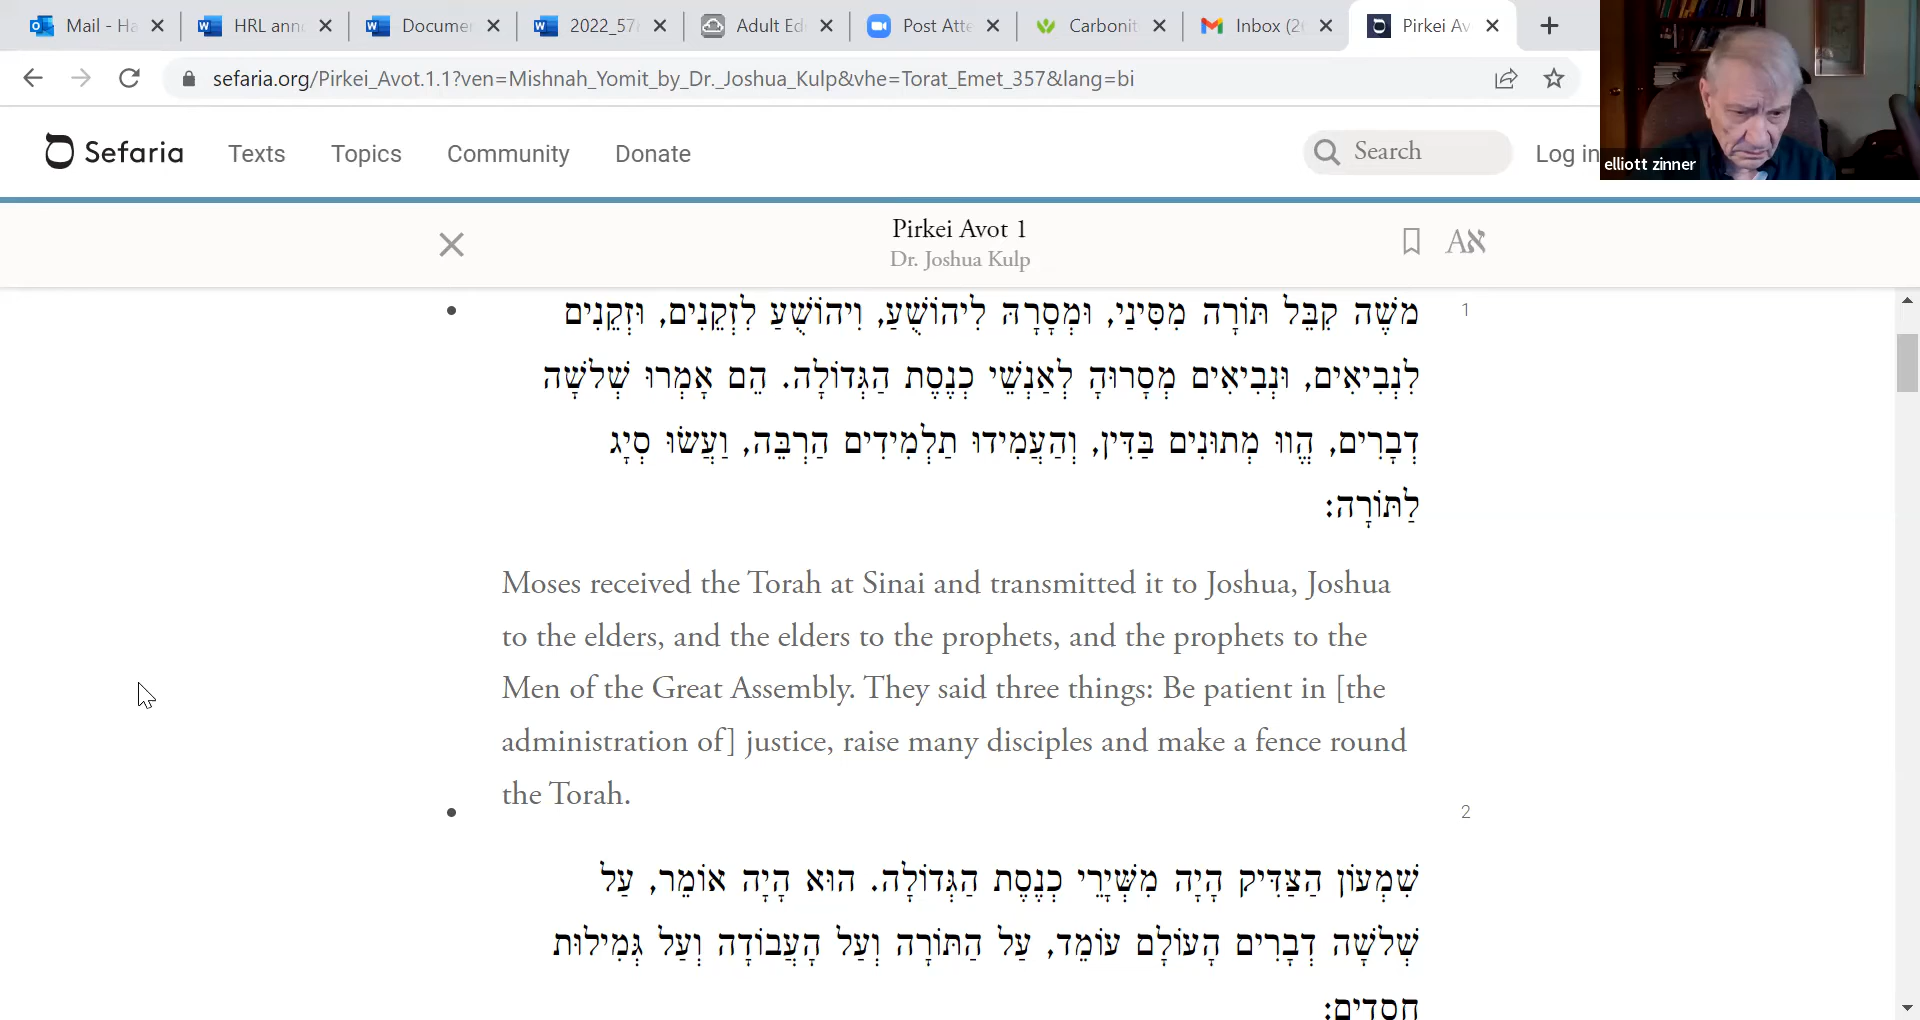 Mail - Ha
HRL ann
Documen
2022_57
Adult Ed
Post Atte
Carbonit
Inbox (2
Pirkei Av
sefaria.org/Pirkei_Avot.1.1?ven=Mishnah_Yomit_by_Dr._Joshua_Kulp&vhe=Torat_Emet_357&lang=bi
Sefaria
Texts
Topics
Community
Donate
Search
Log in
elliott zinner
Pirkei Avot 1
Dr. Joshua Kulp
Aא
1
משֶׁה קִבֵּל תּוֹרָה מִסִּינַי, וּמְסָרָהּ לִיהוֹשֻׁעַ, וִיהוֹשֻׁעַ לִזְקֵנִים, וּזְקֵנִים
לִנְבִיאִים, וּנְבִיאִים מְסָרוּהָ לְאַנְשֵׁי כְנֶסֶת הַגְּדוֹלָה. הֵם אָמְרוּ שְׁלשָׁה
דְבָרִים, הֱווּ מְתוּנִים בַּדִּין, וְהַעֲמִידוּ תַלְמִידִים הַרְבֵּה, וַעֲשׂוּ סְיָג
לַתּוֹרָה:
Moses received the Torah at Sinai and transmitted it to Joshua, Joshua
to the elders, and the elders to the prophets, and the prophets to the
Men of the Great Assembly. They said three things: Be patient in [the
administration of] justice, raise many disciples and make a fence round
the Torah.
2
שִׁמְעוֹן הַצַּדִּיק הָיָה מִשְּׁיָרֵי כְנֶסֶת הַגְּדוֹלָה. הוּא הָיָה אוֹמֵר, עַל
שְׁלשָׁה דְבָרִים הָעוֹלָם עוֹמֵד, עַל הַתּוֹרָה וְעַל הָעֲבוֹדָה וְעַל גְּמִילוּת
חסדים: